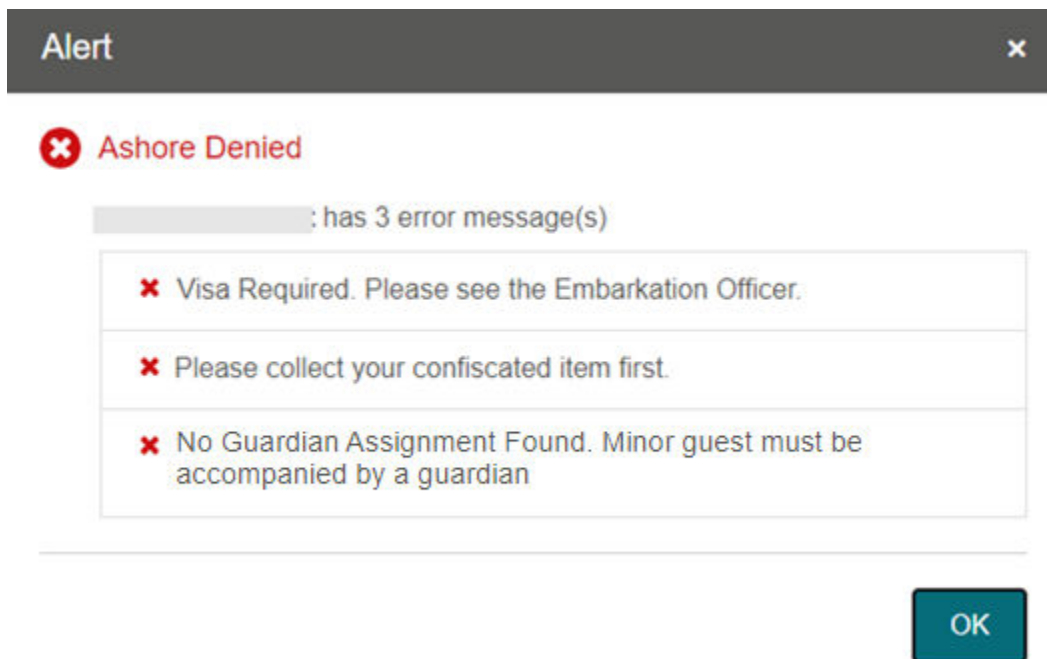 Alert
Ashore Denied
: has 3 error message(s)
Visa Required. Please see the Embarkation Officer.
Please collect your confiscated item first.
No Guardian Assignment Found. Minor guest must be
accompanied by a guardian
OK